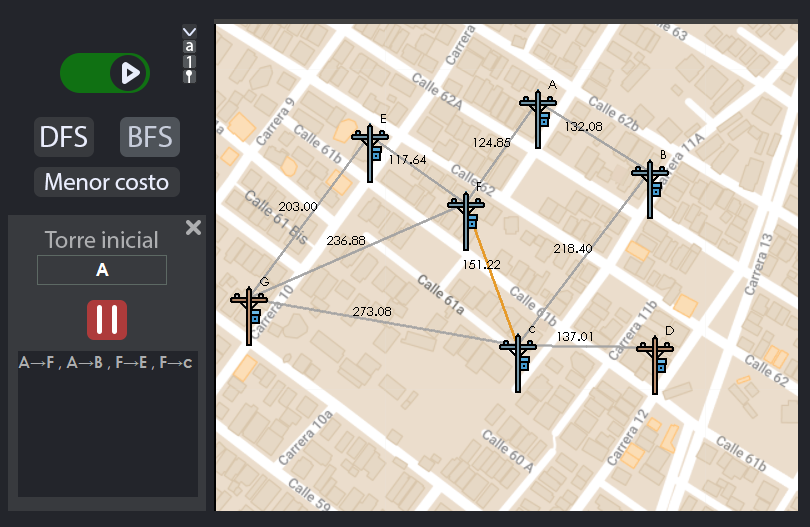 a
1
DFS
BFS
Menor costo
Torre inicial
A
A→F , A→B , F→E , F→c
Carrera
Calle 63
Calle 62A
Calle 62b
Carrera 9
Carrera 11A
Calle 61b
Calle 62
Calle 61 Bis
Carrera 13
Carrera 10
Calle 61a
Calle 61b
Carrera 11b
Calle 62
Carrera 10a
Carrera 12
Calle 60 A
Calle 61b
Calle 59
1a
A
132.08
124.85
B
E
117.64
F
203.00
236.88
218.40
151.22
G
273.08
c
137.01
D